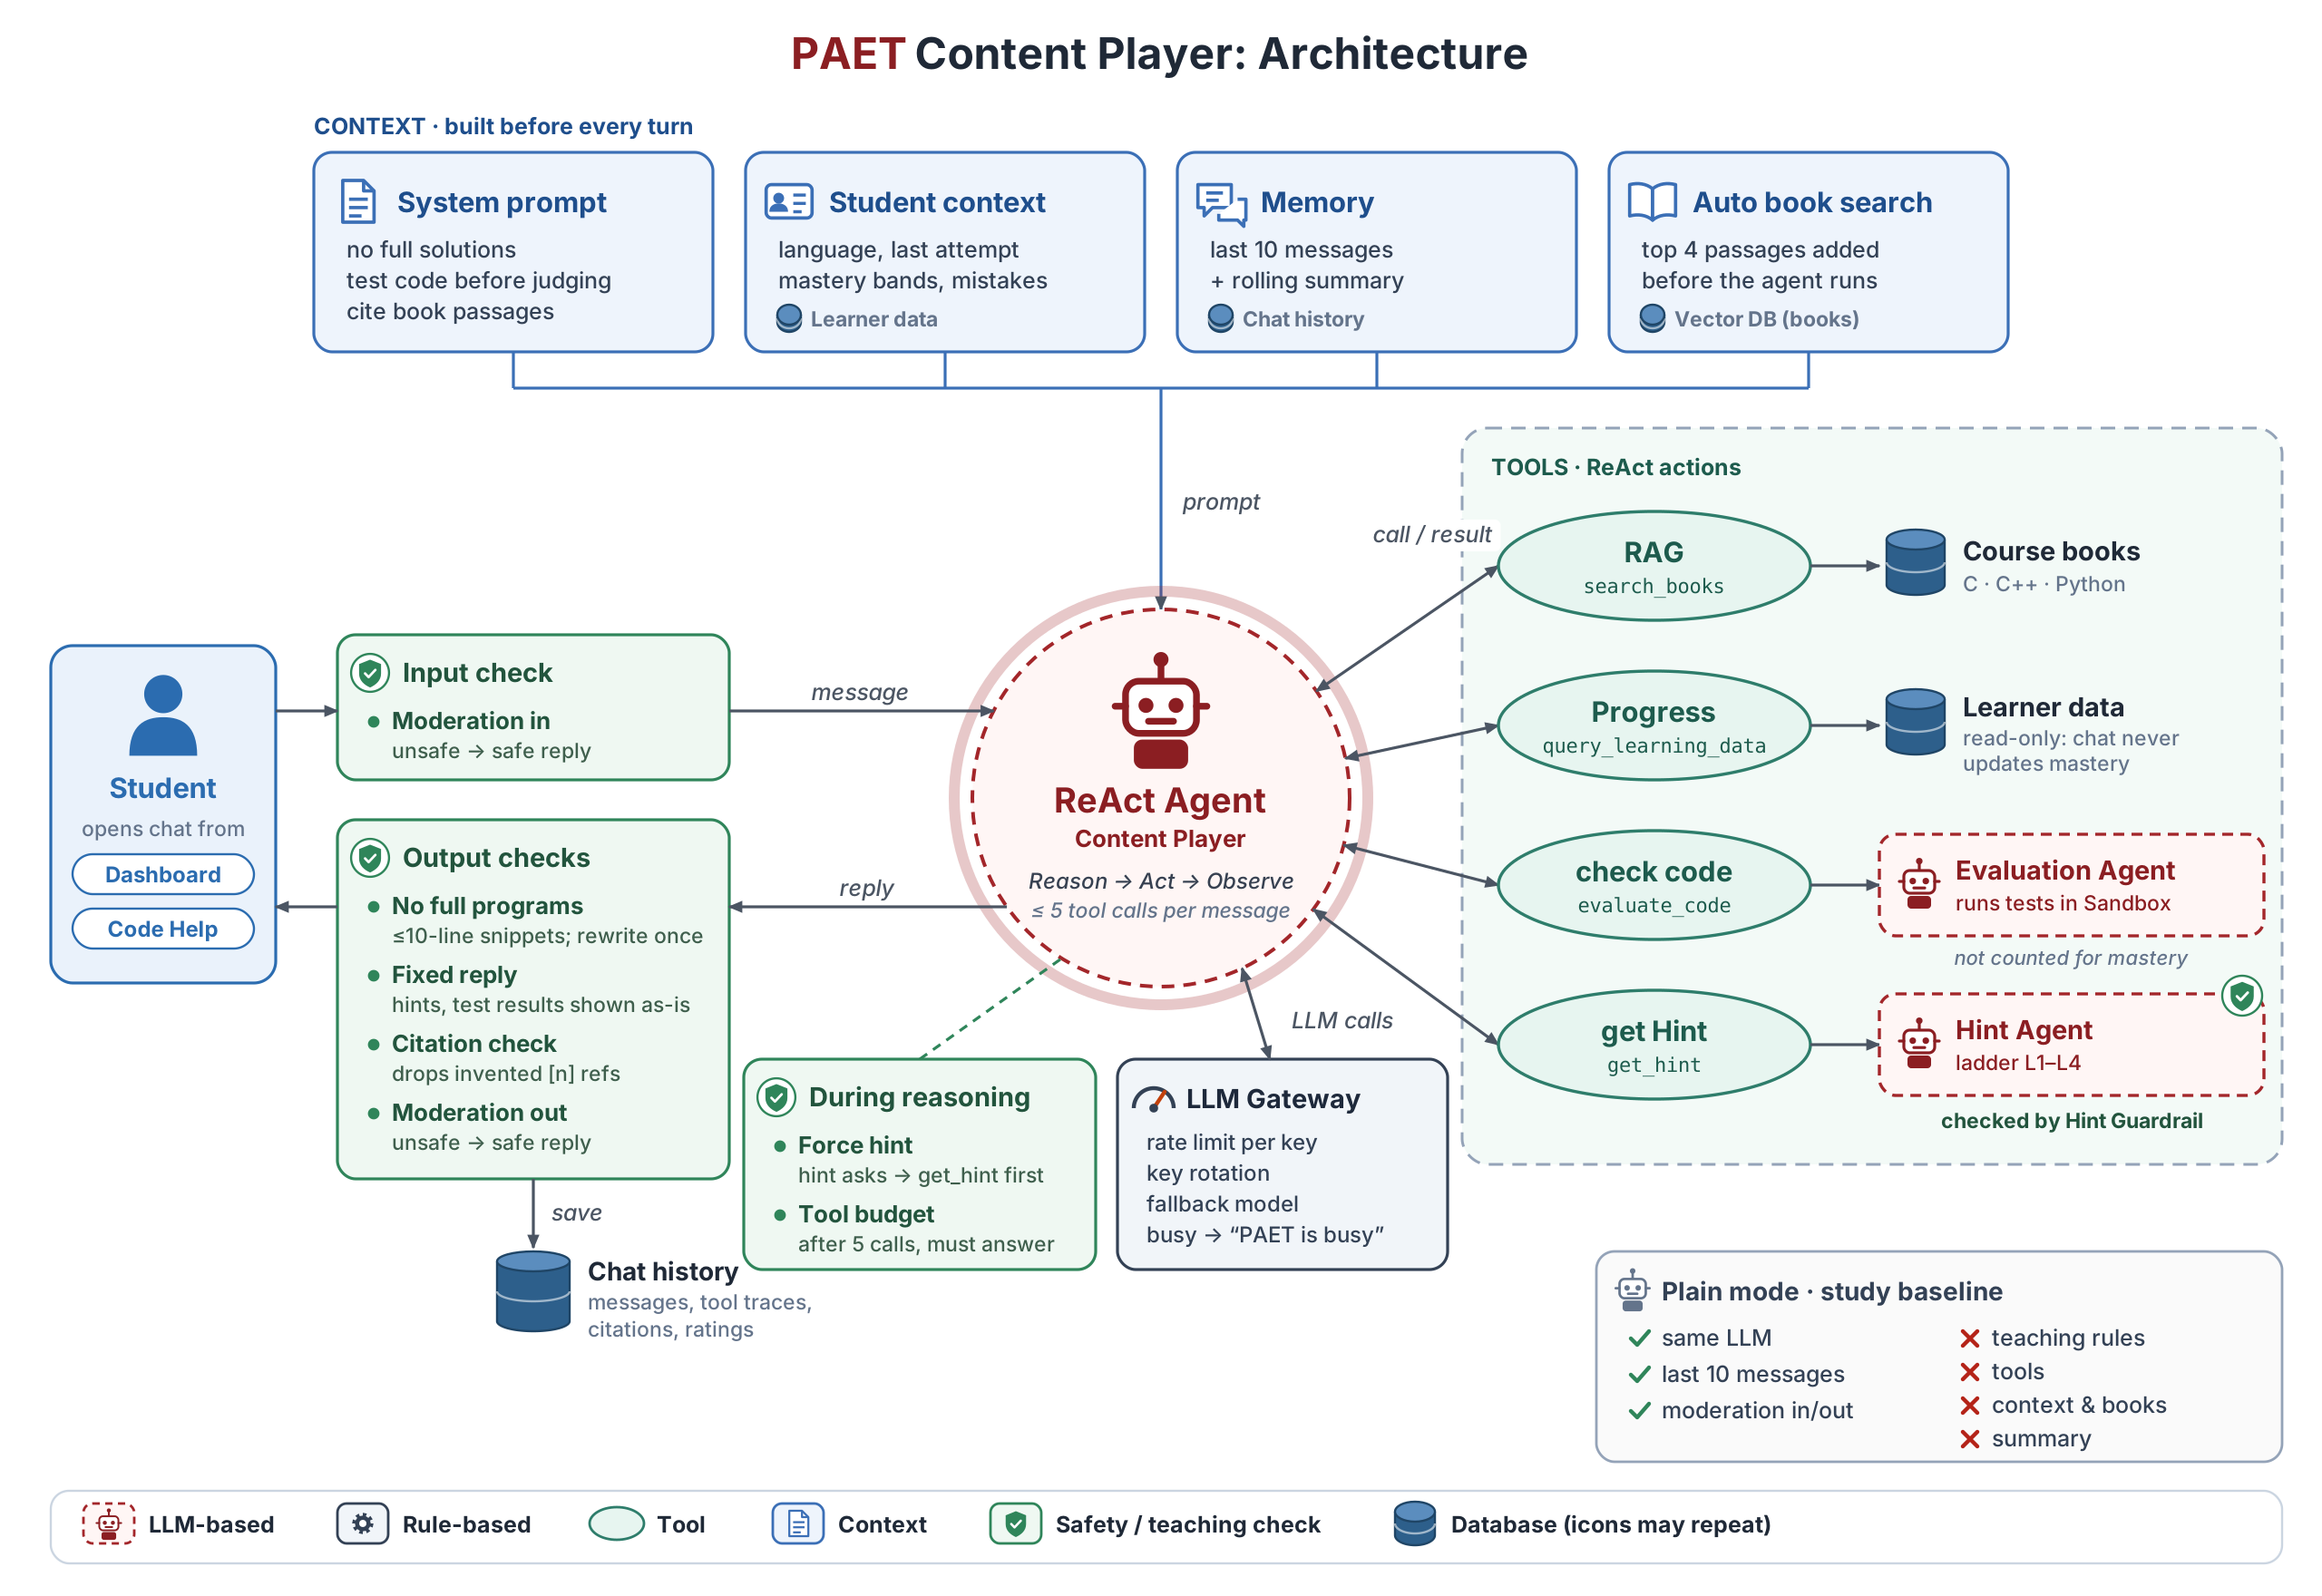 PAET Content Player: Architecture
CONTEXT · built before every turn
System prompt
no full solutions
test code before judging
cite book passages
Student context
language, last attempt
mastery bands, mistakes
Learner data
Memory
last 10 messages
+ rolling summary
Chat history
Auto book search
top 4 passages added
before the agent runs
Vector DB (books)
prompt
call / result
TOOLS · ReAct actions
RAG
search_books
Course books
C · C++ · Python
Progress
query_learning_data
Learner data
read-only: chat never
updates mastery
check code
evaluate_code
Evaluation Agent
runs tests in Sandbox
not counted for mastery
get Hint
get_hint
Hint Agent
ladder L1–L4
checked by Hint Guardrail
Student
opens chat from
Dashboard
Code Help
Input check
Moderation in
unsafe → safe reply
message
Output checks
No full programs
≤10-line snippets; rewrite once
Fixed reply
hints, test results shown as-is
Citation check
drops invented [n] refs
Moderation out
unsafe → safe reply
reply
ReAct Agent
Content Player
Reason → Act → Observe
≤ 5 tool calls per message
LLM calls
During reasoning
Force hint
hint asks → get_hint first
Tool budget
after 5 calls, must answer
LLM Gateway
rate limit per key
key rotation
fallback model
busy → “PAET is busy”
save
Chat history
messages, tool traces,
citations, ratings
Plain mode · study baseline
same LLM
last 10 messages
moderation in/out
teaching rules
tools
context & books
summary
LLM-based
Rule-based
Tool
Context
Safety / teaching check
Database (icons may repeat)